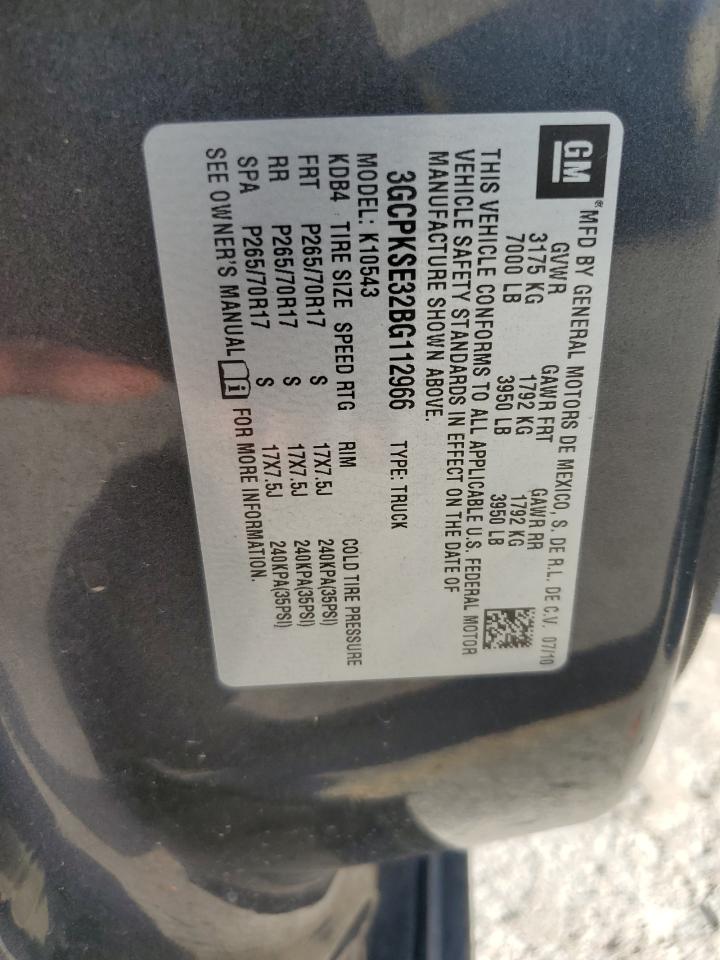 GM
® MFD BY GENERAL MOTORS DE MEXICO, S. DE R.L. DE C.V. 07/10
GVWR GAWR FRT GAWR RR
3175 KG 1792 KG 1792 KG
7000 LB 3950 LB 3950 LB
THIS VEHICLE CONFORMS TO ALL APPLICABLE U.S. FEDERAL MOTOR
VEHICLE SAFETY STANDARDS IN EFFECT ON THE DATE OF
MANUFACTURE SHOWN ABOVE.
3GCPKSE32BG112966 TYPE: TRUCK
MODEL: K10543
KDB4 TIRE SIZE SPEED RTG RIM COLD TIRE PRESSURE
FRT P265/70R17 S 17X7.5J 240KPA(35PSI)
RR P265/70R17 S 17X7.5J 240KPA(35PSI)
SPA P265/70R17 S 17X7.5J 240KPA(35PSI)
SEE OWNER'S MANUAL FOR MORE INFORMATION.